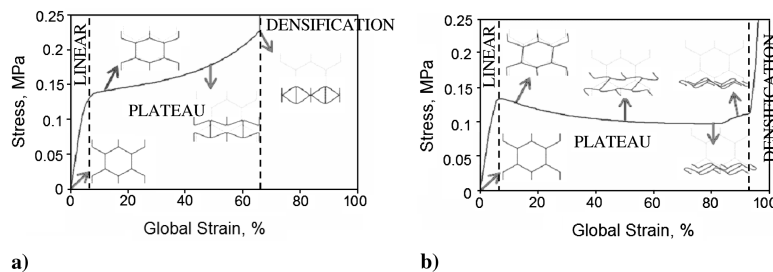 DENSIFICATION
0.25
0.2
0.15
0.1
0.05
0
Stress, MPa
LINEAR
PLATEAU
0 20 40 60 80 100
Global Strain, %
a)
0.25
0.2
0.15
0.1
0.05
0
Stress, MPa
LINEAR
PLATEAU
DENSIFICATION
0 20 40 60 80 100
Global Strain, %
b)